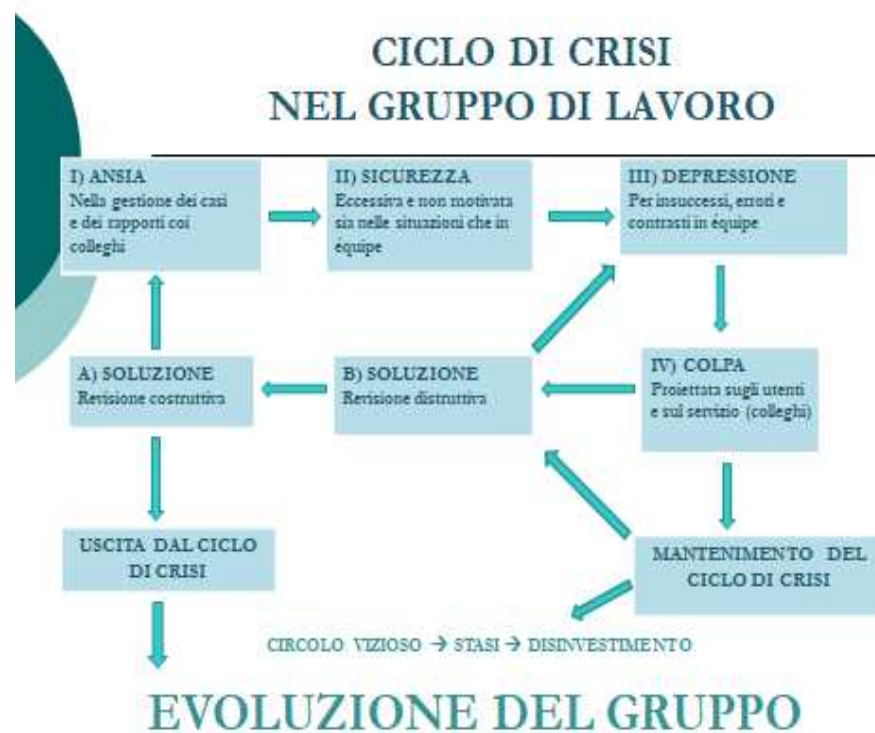 CICLO DI CRISI
NEL GRUPPO DI LAVORO
I) ANSIA
Nella gestione dei casi
e dei rapporti coi
colleghi
II) SICUREZZA
Eccessiva e non motivata
sia nelle situazioni che in
équipe
III) DEPRESSIONE
Per insuccessi, errori e
contrasti in équipe
A) SOLUZIONE
Revisione costruttiva
B) SOLUZIONE
Revisione distruttiva
IV) COLPA
Proiettata sugli utenti
e sul servizio (colleghi)
USCITA DAL CICLO
DI CRISI
MANTENIMENTO DEL
CICLO DI CRISI
CIRCOLO VIZIOSO → STASI → DISINVESTIMENTO
EVOLUZIONE DEL GRUPPO